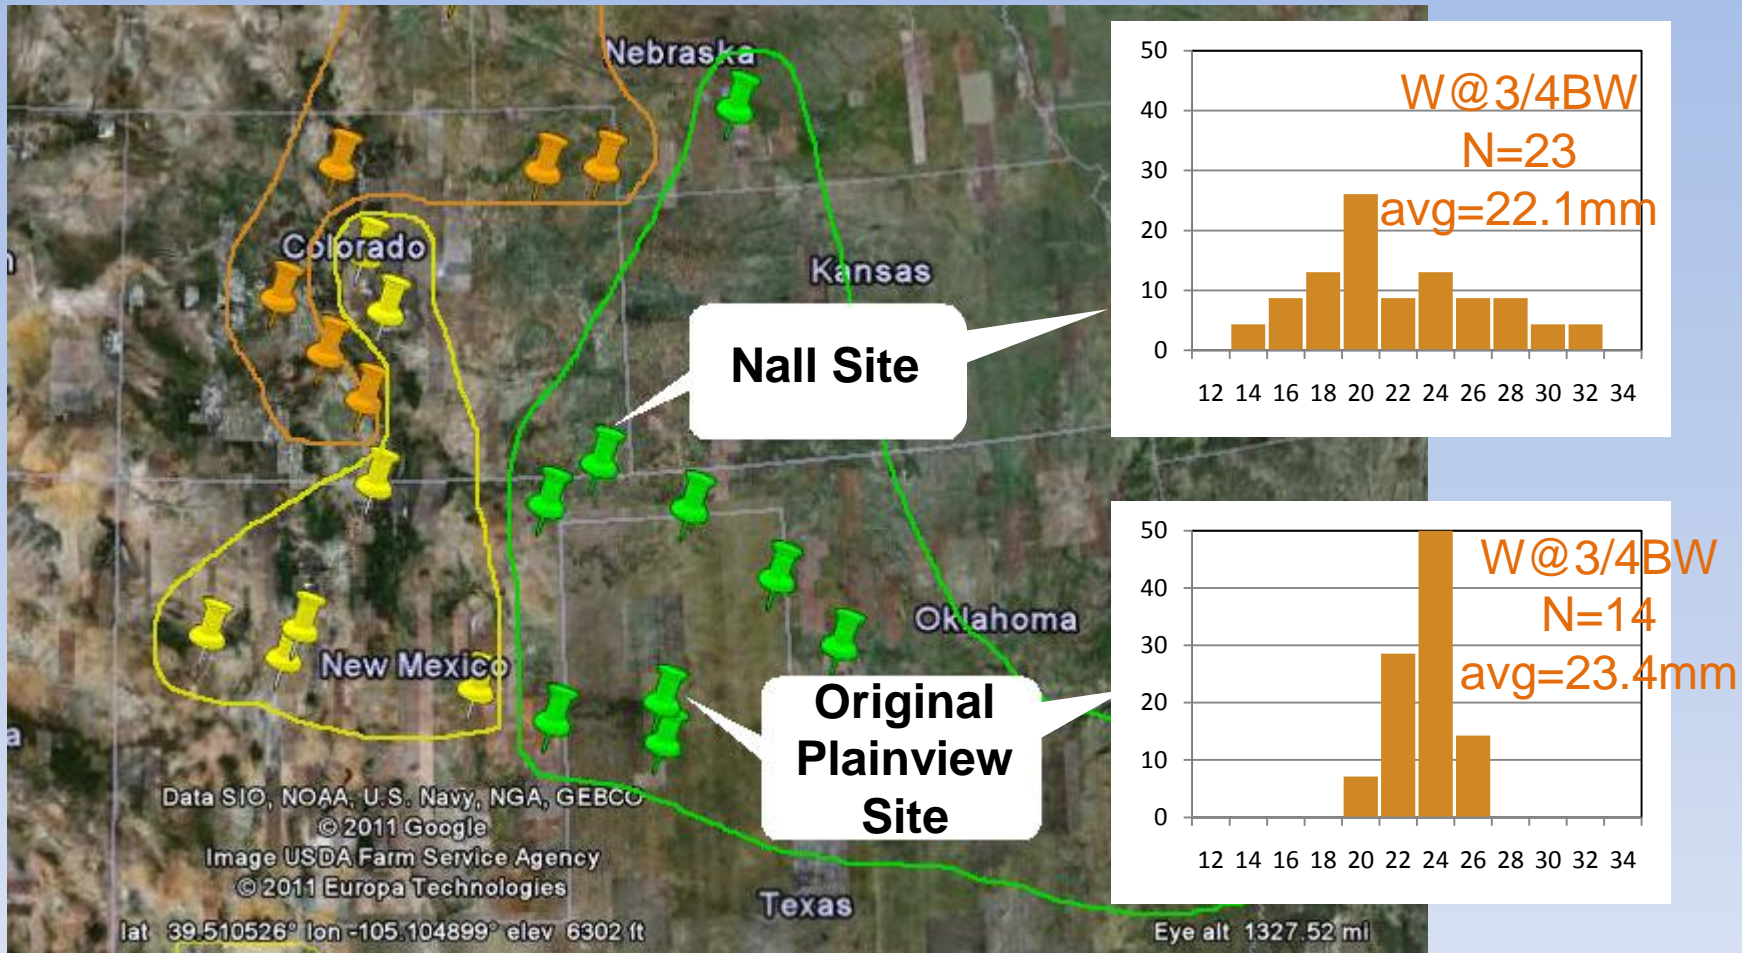 Nebraska
Colorado
Kansas
Nall Site
Oklahoma
New Mexico
Original
Plainview
Site
Texas
Data SIO, NOAA, U.S. Navy, NGA, GEBCO
© 2011 Google
Image USDA Farm Service Agency
© 2011 Europa Technologies
lat 39.510526° lon -105.104899° elev 6302 ft
Eye alt 1327.52 mi
50
40
30
20
10
0
12 14 16 18 20 22 24 26 28 30 32 34
W@3/4BW
N=23
avg=22.1mm
50
40
30
20
10
0
12 14 16 18 20 22 24 26 28 30 32 34
W@3/4BW
N=14
avg=23.4mm